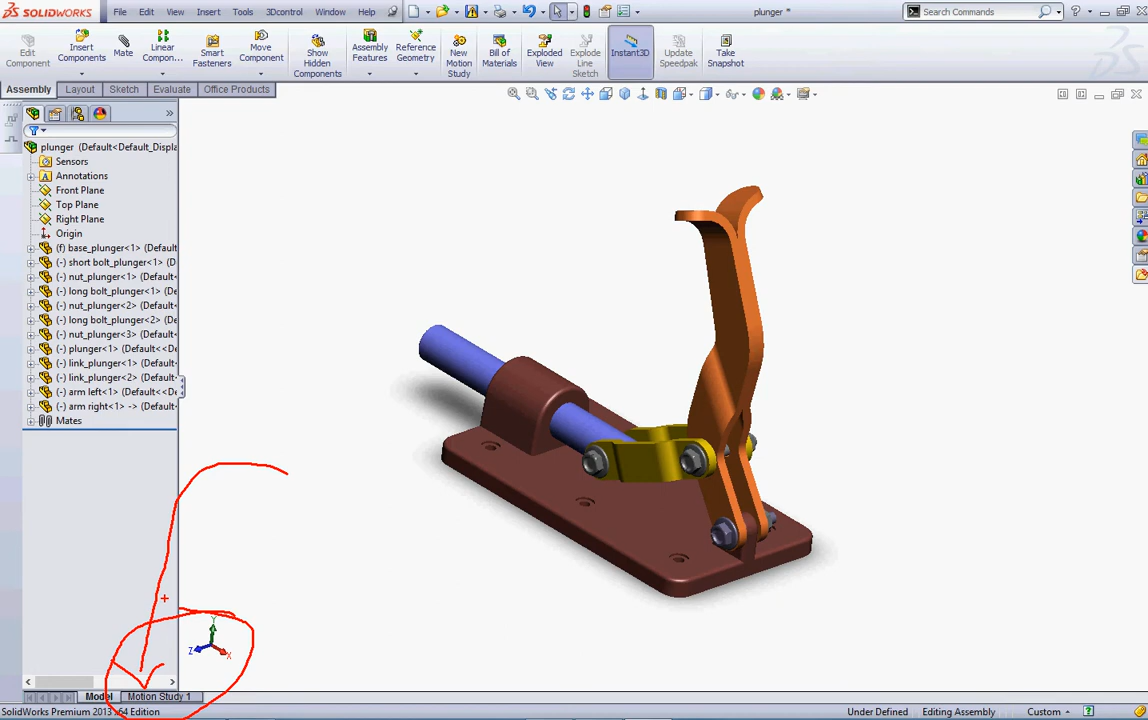 SOLIDWORKS File Edit View Insert Tools 3Dcontrol Window Help plunger * Search Commands
Edit Component
Insert Components
Mate
Linear Compon...
Smart Fasteners
Move Component
Show Hidden Components
Assembly Features
Reference Geometry
New Motion Study
Bill of Materials
Exploded View
Explode Line Sketch
Instant3D
Update Speedpak
Take Snapshot
Assembly Layout Sketch Evaluate Office Products
plunger (Default<Default_Displa
Sensors
Annotations
Front Plane
Top Plane
Right Plane
Origin
(f) base_plunger<1> (Default
(-) short bolt_plunger<1> (D
(-) nut_plunger<1> (Default<
(-) long bolt_plunger<1> (De
(-) nut_plunger<2> (Default<
(-) long bolt_plunger<2> (De
(-) nut_plunger<3> (Default<
(-) plunger<1> (Default<<De
(-) link_plunger<1> (Default
(-) link_plunger<2> (Default
(-) arm left<1> (Default<<De
(-) arm right<1> -> (Default
Mates
Y
Z
X
Model Motion Study 1
SolidWorks Premium 2013 x64 Edition Under Defined Editing Assembly Custom